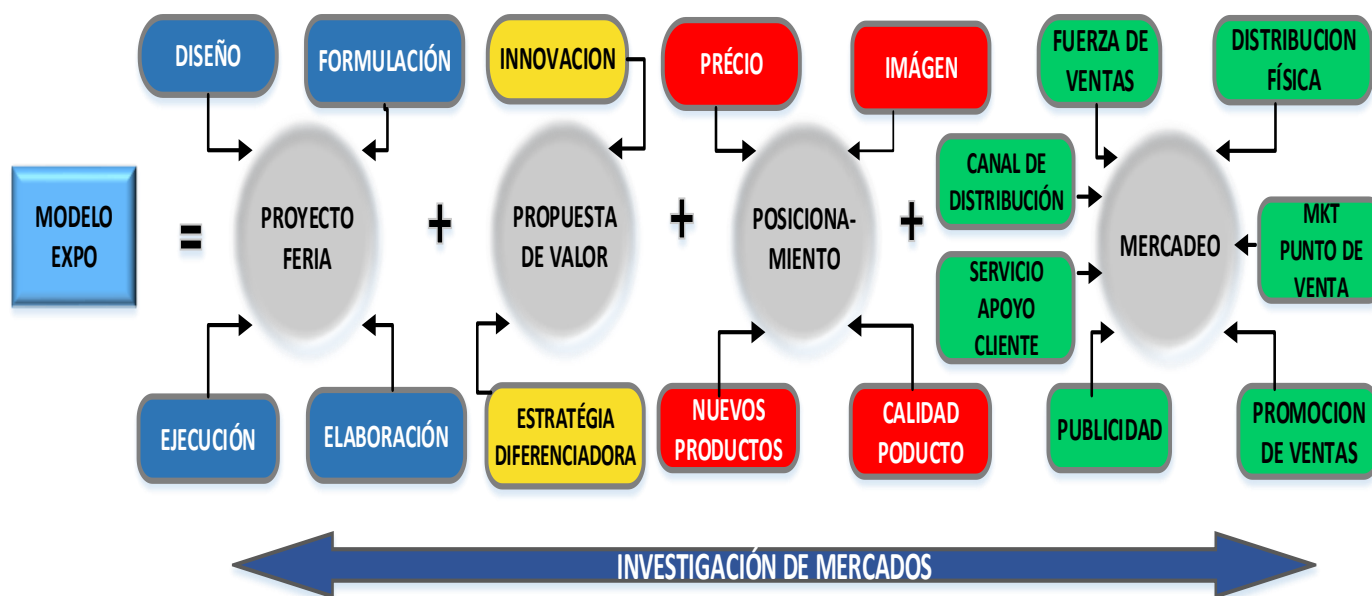 DISEÑO
FORMULACIÓN
INNOVACION
PRÉCIO
IMÁGEN
FUERZA DE
VENTAS
DISTRIBUCION
FÍSICA
MODELO
EXPO
=
PROYECTO
FERIA
+
PROPUESTA
DE VALOR
+
POSICIONA-
MIENTO
+
CANAL DE
DISTRIBUCIÓN
SERVICIO
APOYO
CLIENTE
MERCADEO
MKT
PUNTO DE
VENTA
EJECUCIÓN
ELABORACIÓN
ESTRATÉGIA
DIFERENCIADORA
NUEVOS
PRODUCTOS
CALIDAD
PODUCTO
PUBLICIDAD
PROMOCION
DE VENTAS
INVESTIGACIÓN DE MERCADOS